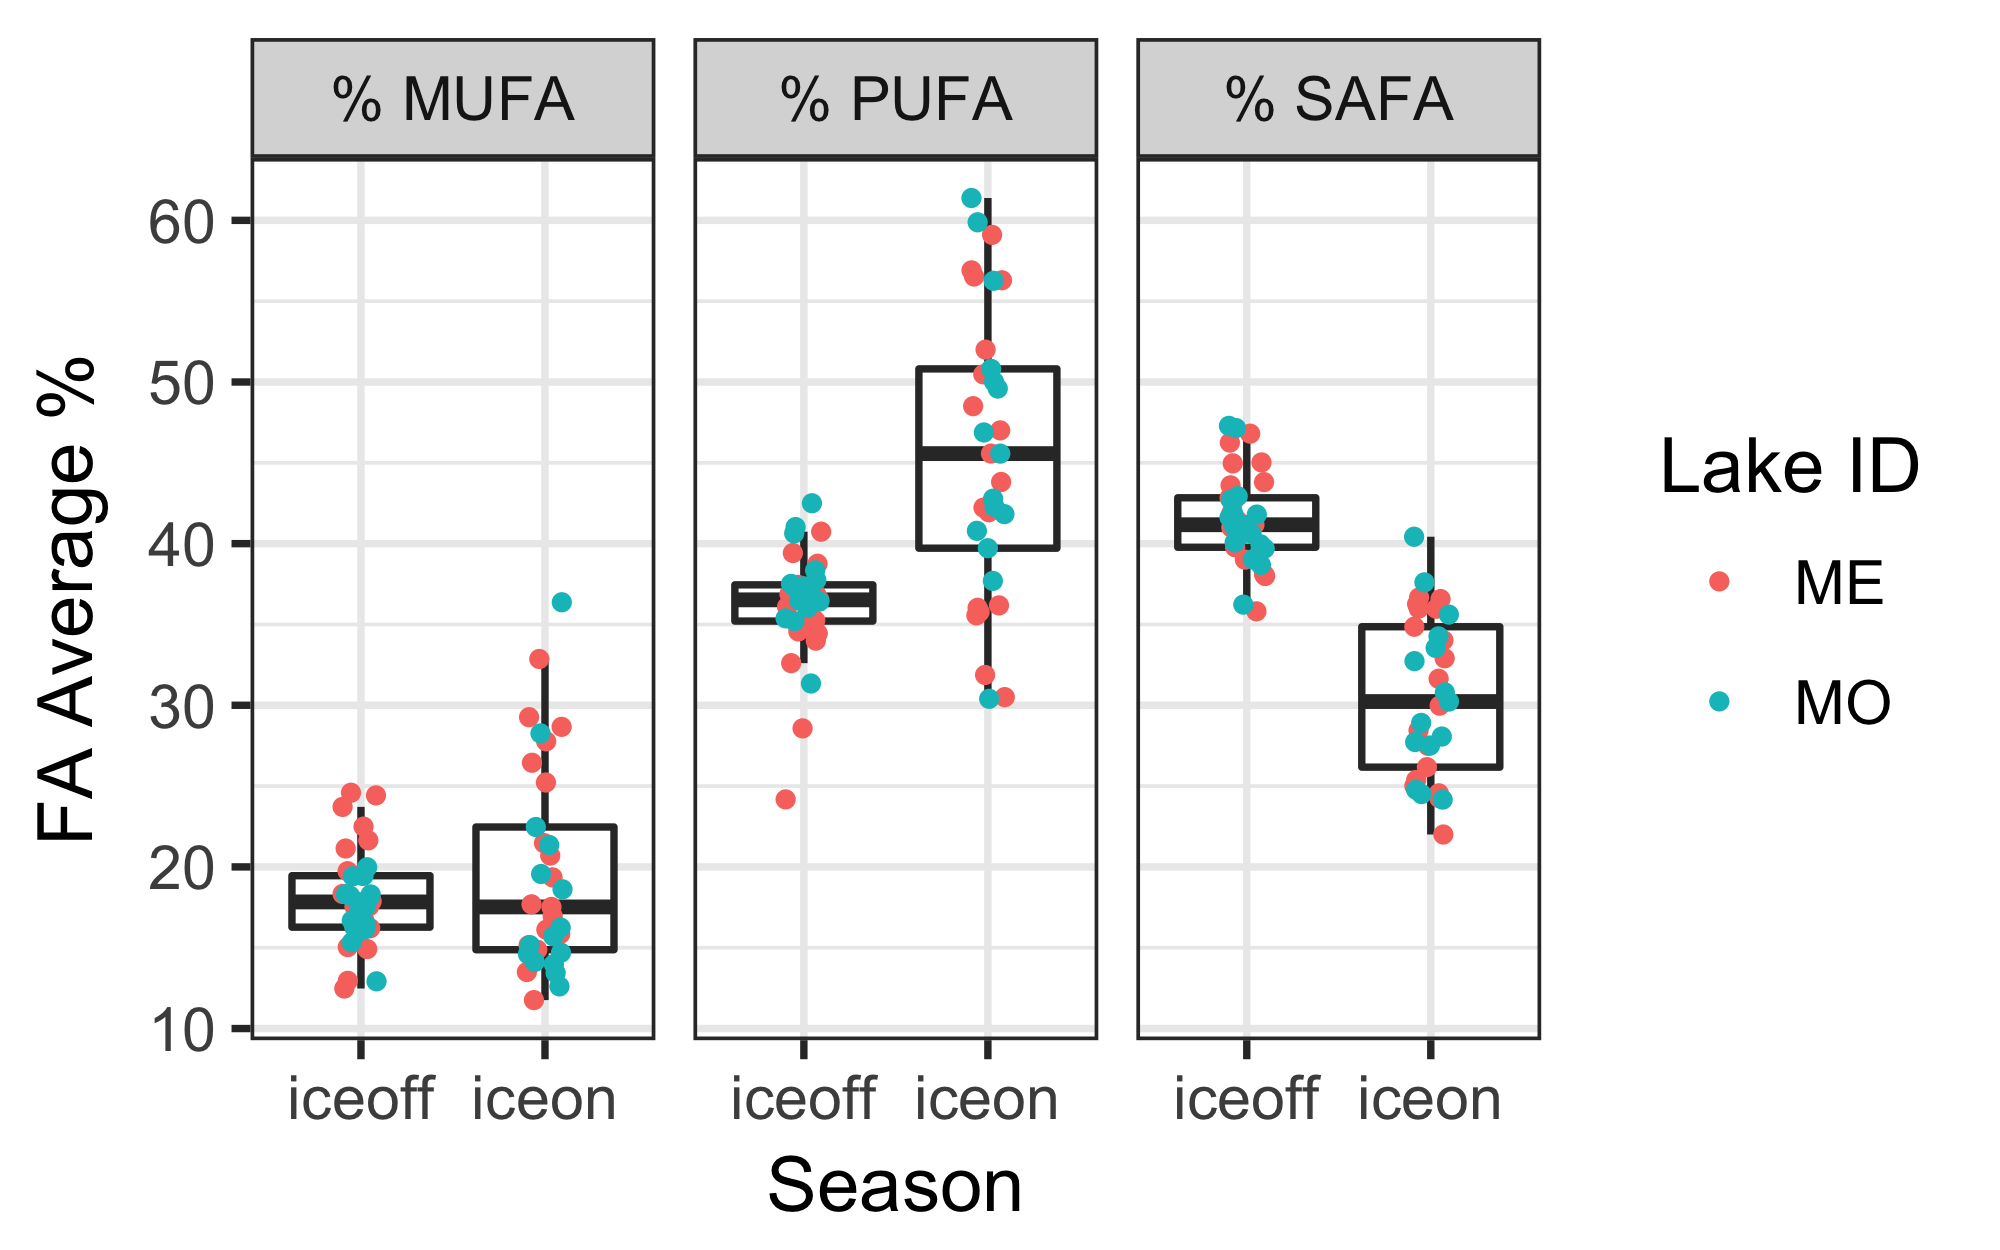 % MUFA
% PUFA
% SAFA
FA Average %
60
50
40
30
20
10
iceoff
iceon
iceoff
iceon
iceoff
iceon
Season
Lake ID
ME
MO